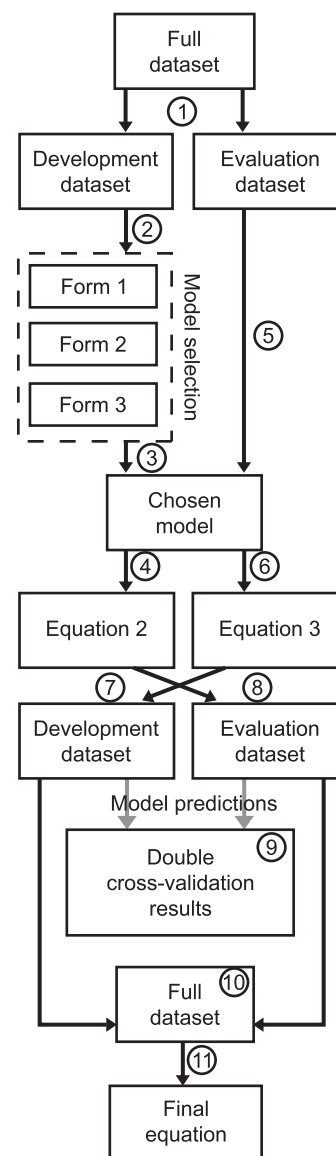 Full
dataset
1
Development
dataset
Evaluation
dataset
2
Form 1
Form 2
Form 3
Model selection
5
3
Chosen
model
4
6
Equation 2
Equation 3
7
8
Development
dataset
Evaluation
dataset
Model predictions
9
Double
cross-validation
results
10
Full
dataset
11
Final
equation